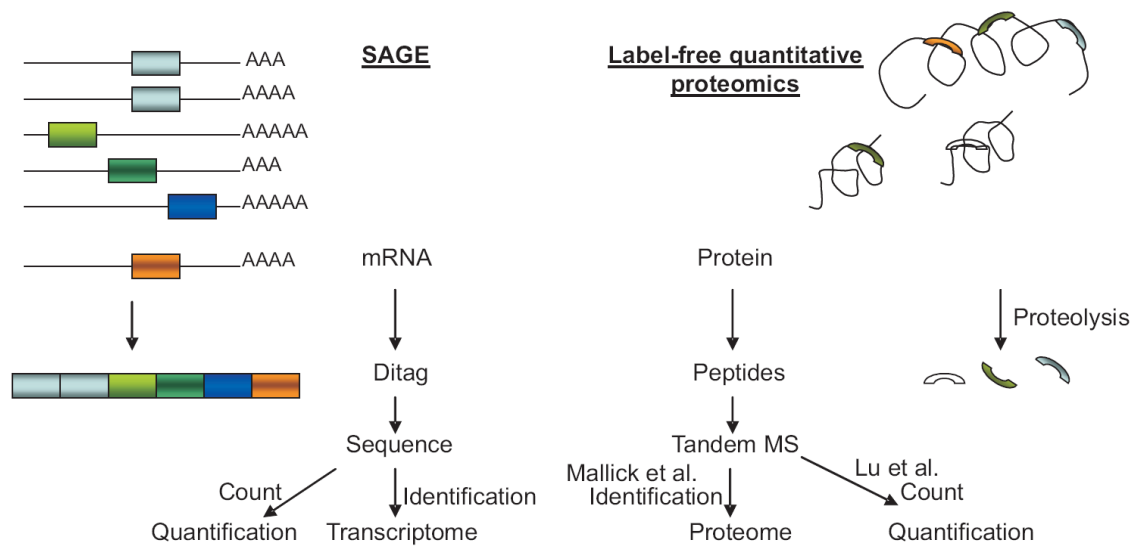 SAGE
AAA
AAAA
AAAAA
AAA
AAAAA
AAAA
mRNA
Ditag
Sequence
Count
Identification
Quantification
Transcriptome
Label-free quantitative
proteomics
Protein
Proteolysis
Peptides
Tandem MS
Mallick et al.
Identification
Lu et al.
Count
Proteome
Quantification